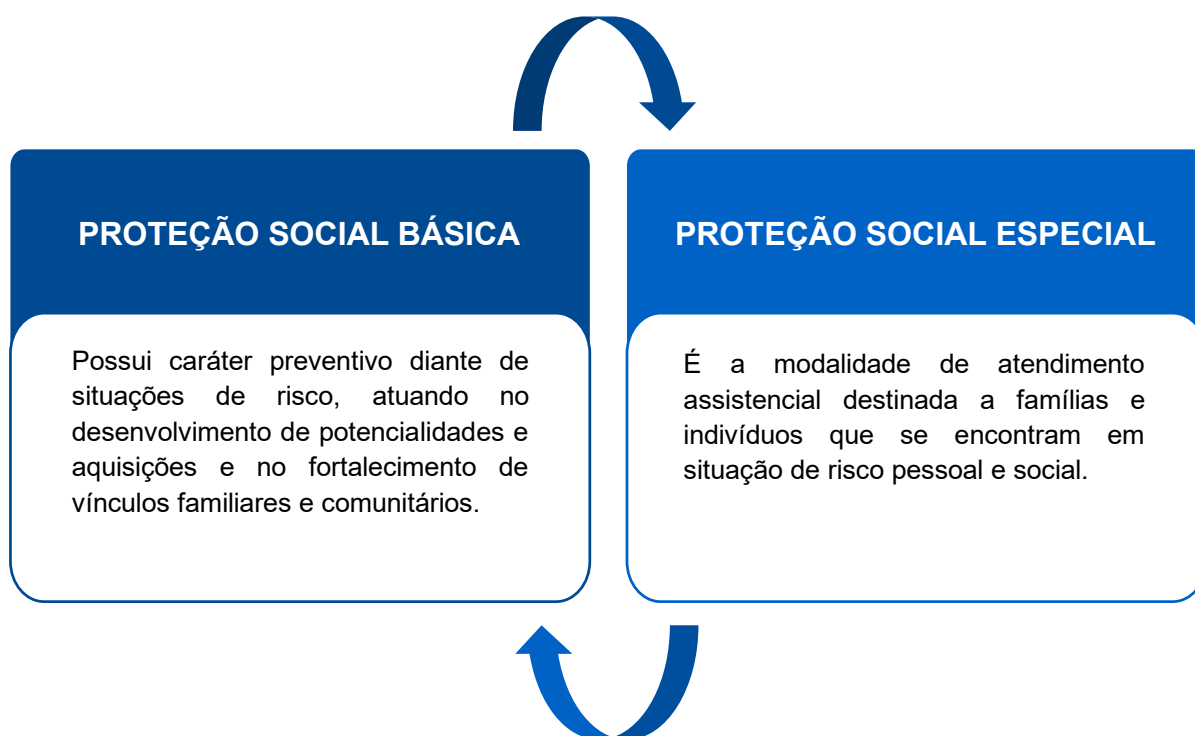 PROTEÇÃO SOCIAL BÁSICA
Possui caráter preventivo diante de
situações de risco, atuando no
desenvolvimento de potencialidades e
aquisições e no fortalecimento de
vínculos familiares e comunitários.
PROTEÇÃO SOCIAL ESPECIAL
É a modalidade de atendimento
assistencial destinada a famílias e
indivíduos que se encontram em
situação de risco pessoal e social.